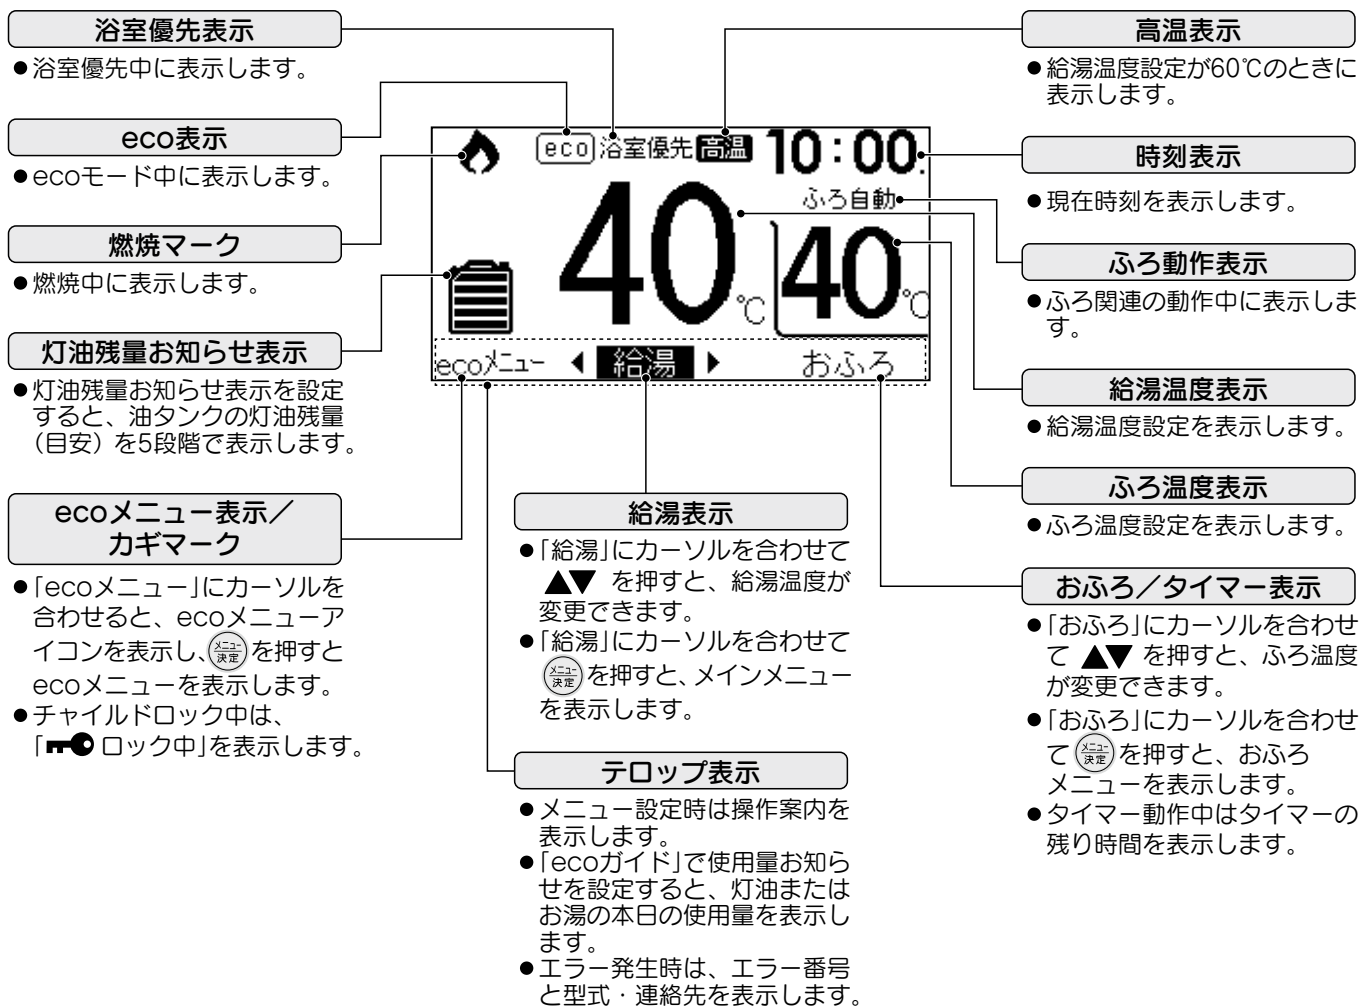 浴室優先表示
●浴室優先中に表示します。
eco表示
●ecoモード中に表示します。
燃焼マーク
●燃焼中に表示します。
灯油残量お知らせ表示
●灯油残量お知らせ表示を設定
すると、油タンクの灯油残量
（目安）を5段階で表示します。
ecoメニュー表示／
カギマーク
●｢ecoメニュー｣にカーソルを
合わせると、ecoメニューア
イコンを表示し、メニュー決定を押すと
ecoメニューを表示します。
●チャイルドロック中は、
｢ロック中｣を表示します。
eco 浴室優先 高温 10:00
ふろ自動
40℃ 40℃
ecoメニュー ◀ 給湯 ▶ おふろ
給湯表示
●｢給湯｣にカーソルを合わせて
▲▼ を押すと、給湯温度が
変更できます。
●｢給湯｣にカーソルを合わせて
メニュー決定を押すと、メインメニュー
を表示します。
テロップ表示
●メニュー設定時は操作案内を
表示します。
●｢ecoガイド｣で使用量お知ら
せを設定すると、灯油または
お湯の本日の使用量を表示し
ます。
●エラー発生時は、エラー番号
と型式・連絡先を表示します。
高温表示
●給湯温度設定が60℃のときに
表示します。
時刻表示
●現在時刻を表示します。
ふろ動作表示
●ふろ関連の動作中に表示しま
す。
給湯温度表示
●給湯温度設定を表示します。
ふろ温度表示
●ふろ温度設定を表示します。
おふろ／タイマー表示
●｢おふろ｣にカーソルを合わせ
て ▲▼ を押すと、ふろ温度
が変更できます。
●｢おふろ｣にカーソルを合わせ
てメニュー決定を押すと、おふろ
メニューを表示します。
●タイマー動作中はタイマーの
残り時間を表示します。